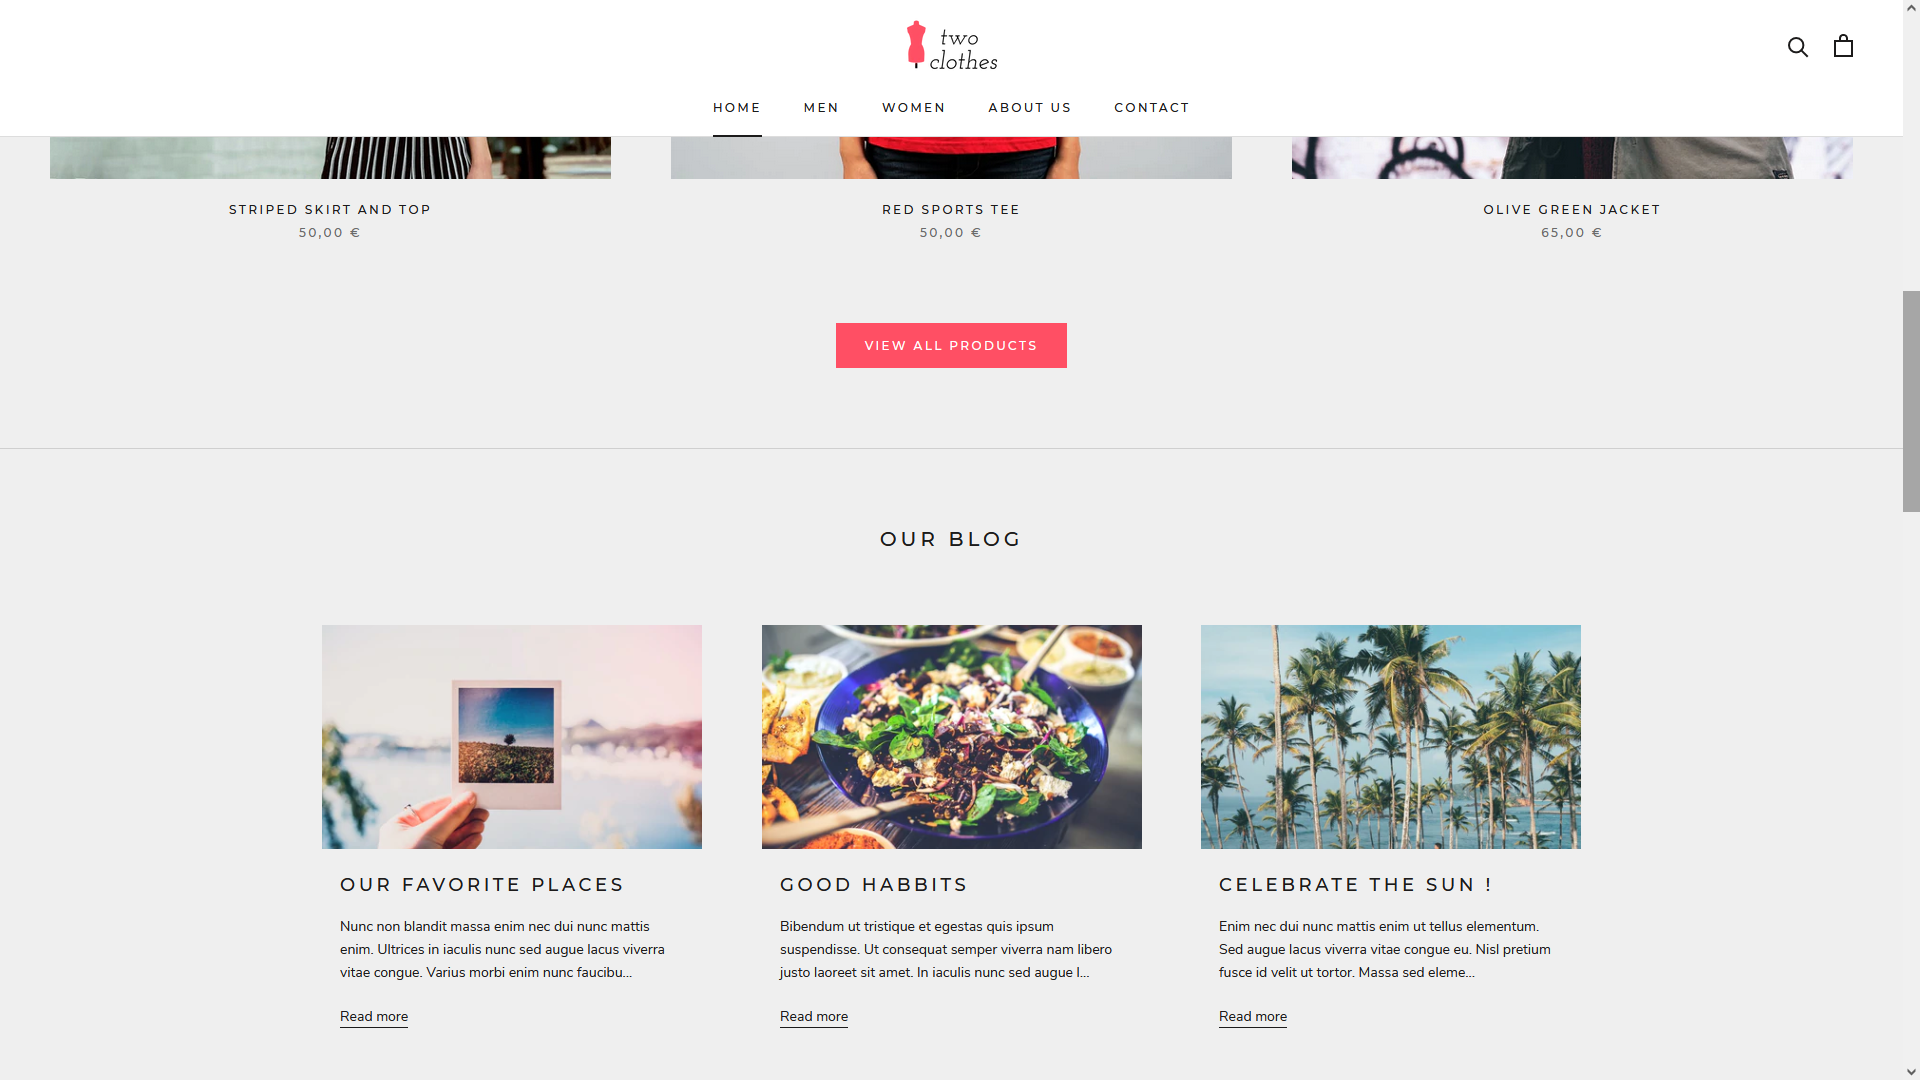 two
clothes
HOME
MEN
WOMEN
ABOUT US
CONTACT
STRIPED SKIRT AND TOP
50,00 €
RED SPORTS TEE
50,00 €
OLIVE GREEN JACKET
65,00 €
VIEW ALL PRODUCTS
OUR BLOG
OUR FAVORITE PLACES
Nunc non blandit massa enim nec dui nunc mattis
enim. Ultrices in iaculis nunc sed augue lacus viverra
vitae congue. Varius morbi enim nunc faucibu...
Read more
GOOD HABBITS
Bibendum ut tristique et egestas quis ipsum
suspendisse. Ut consequat semper viverra nam libero
justo laoreet sit amet. In iaculis nunc sed augue l...
Read more
CELEBRATE THE SUN !
Enim nec dui nunc mattis enim ut tellus elementum.
Sed augue lacus viverra vitae congue eu. Nisl pretium
fusce id velit ut tortor. Massa sed eleme...
Read more